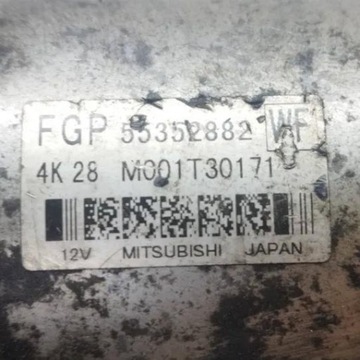 FGP 55352882 WF
4K 28 M001T30171
12V MITSUBISHI JAPAN